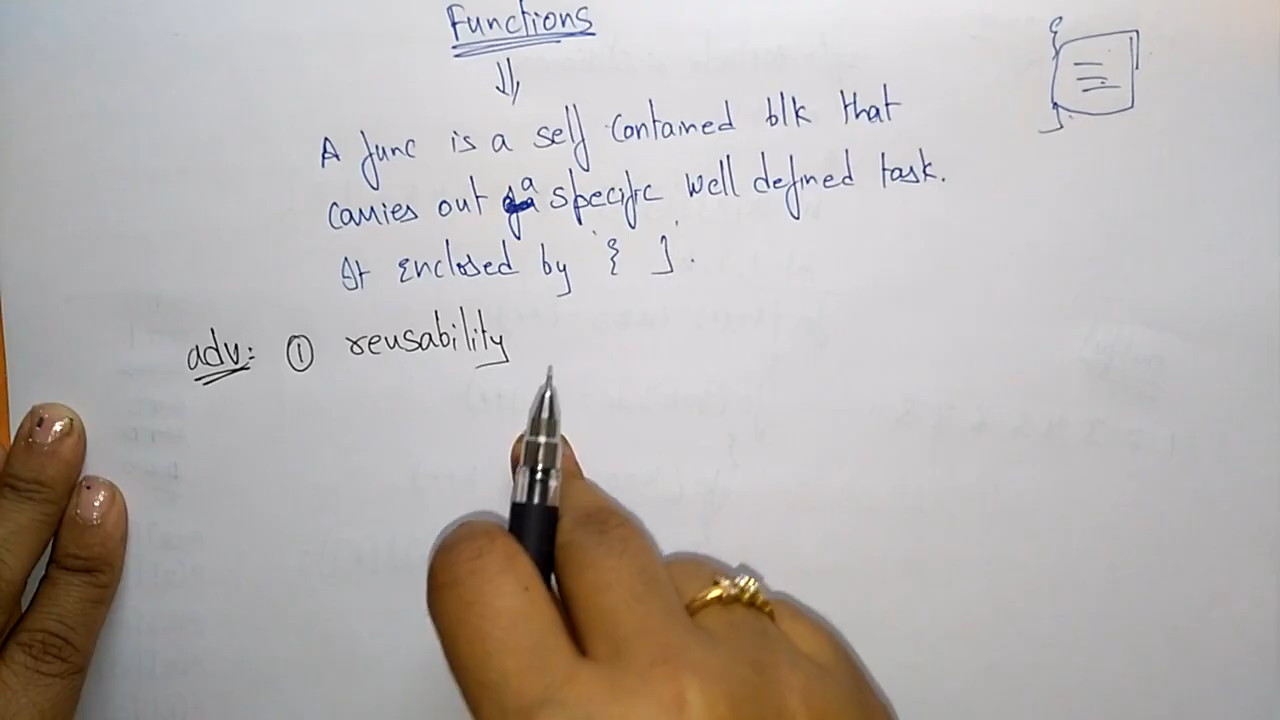 Functions
A func is a self contained blk that
carries out a specific well defined task.
It enclosed by '{ }'.
adv: ① reusability